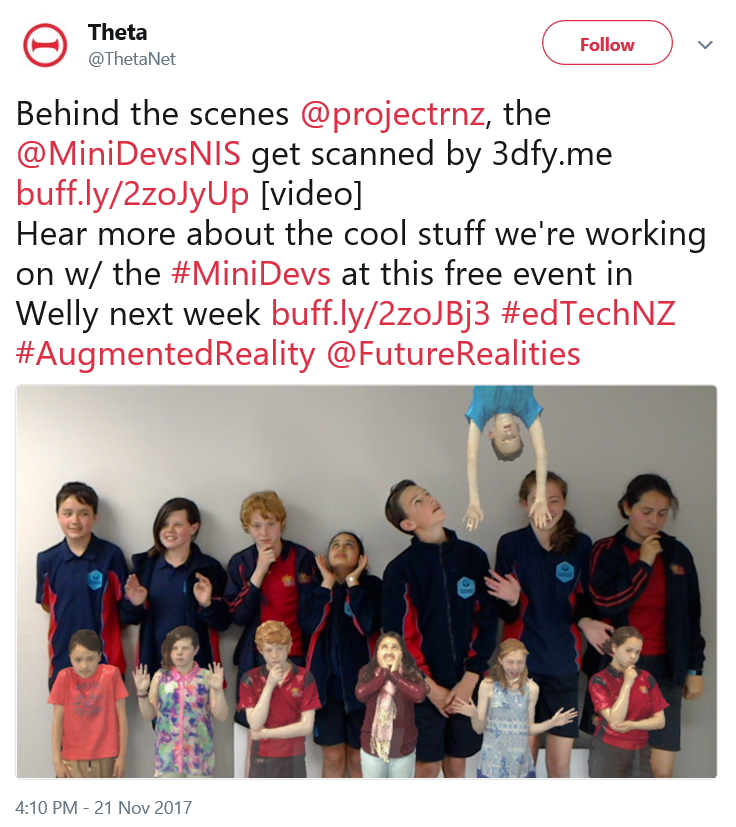 Theta
@ThetaNet
Follow
Behind the scenes @projectrnz, the
@MiniDevsNIS get scanned by 3dfy.me
buff.ly/2zoJyUp [video]
Hear more about the cool stuff we're working
on w/ the #MiniDevs at this free event in
Welly next week buff.ly/2zoJBj3 #edTechNZ
#AugmentedReality @FutureRealities
4:10 PM - 21 Nov 2017